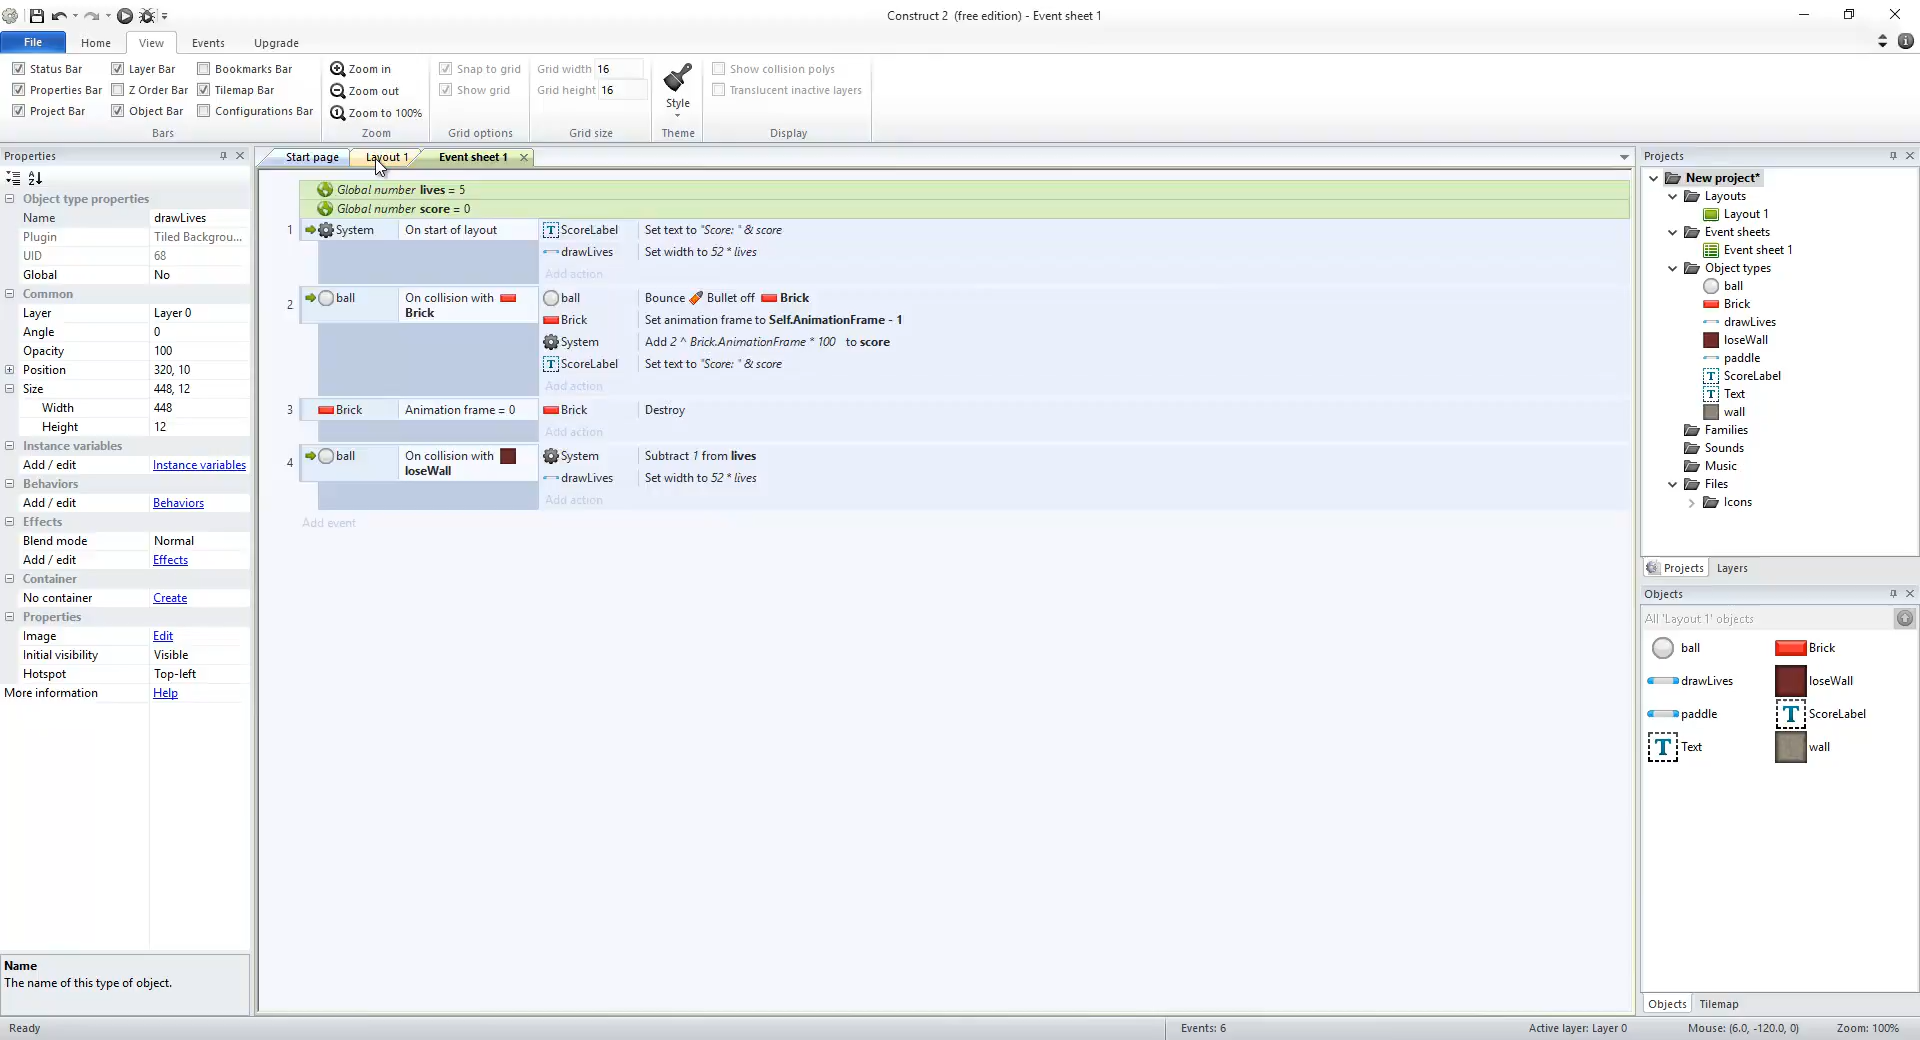 Construct 2 (free edition) - Event sheet 1
File Home View Events Upgrade
Status Bar Layer Bar Bookmarks Bar Zoom in Snap to grid Grid width 16 Show collision polys
Properties Bar Z Order Bar Tilemap Bar Zoom out Show grid Grid height 16 Translucent inactive layers
Project Bar Object Bar Configurations Bar Zoom to 100% Style
Bars Zoom Grid options Grid size Theme Display
Properties
Object type properties
Name drawLives
Plugin Tiled Backgrou...
UID 68
Global No
Common
Layer Layer 0
Angle 0
Opacity 100
Position 320, 10
Size 448, 12
Width 448
Height 12
Instance variables
Add / edit Instance variables
Behaviors
Add / edit Behaviors
Effects
Blend mode Normal
Add / edit Effects
Container
No container Create
Properties
Image Edit
Initial visibility Visible
Hotspot Top-left
More information Help
Name
The name of this type of object.
Start page Layout 1 Event sheet 1
Global number lives = 5
Global number score = 0
1 System On start of layout ScoreLabel Set text to "Score: " & score
drawLives Set width to 52 * lives
Add action
2 ball On collision with Brick ball Bounce Bullet off Brick
Brick Set animation frame to Self.AnimationFrame - 1
System Add 2 ^ Brick.AnimationFrame * 100 to score
ScoreLabel Set text to "Score: " & score
Add action
3 Brick Animation frame = 0 Brick Destroy
Add action
4 ball On collision with loseWall System Subtract 1 from lives
drawLives Set width to 52 * lives
Add action
Add event
Projects
New project*
Layouts
Layout 1
Event sheets
Event sheet 1
Object types
ball
Brick
drawLives
loseWall
paddle
ScoreLabel
Text
wall
Families
Sounds
Music
Files
Icons
Projects Layers
Objects
All 'Layout 1' objects
ball Brick
drawLives loseWall
paddle T ScoreLabel
T Text wall
Objects Tilemap
Ready Events: 6 Active layer: Layer 0 Mouse: (6.0, -120.0, 0) Zoom: 100%